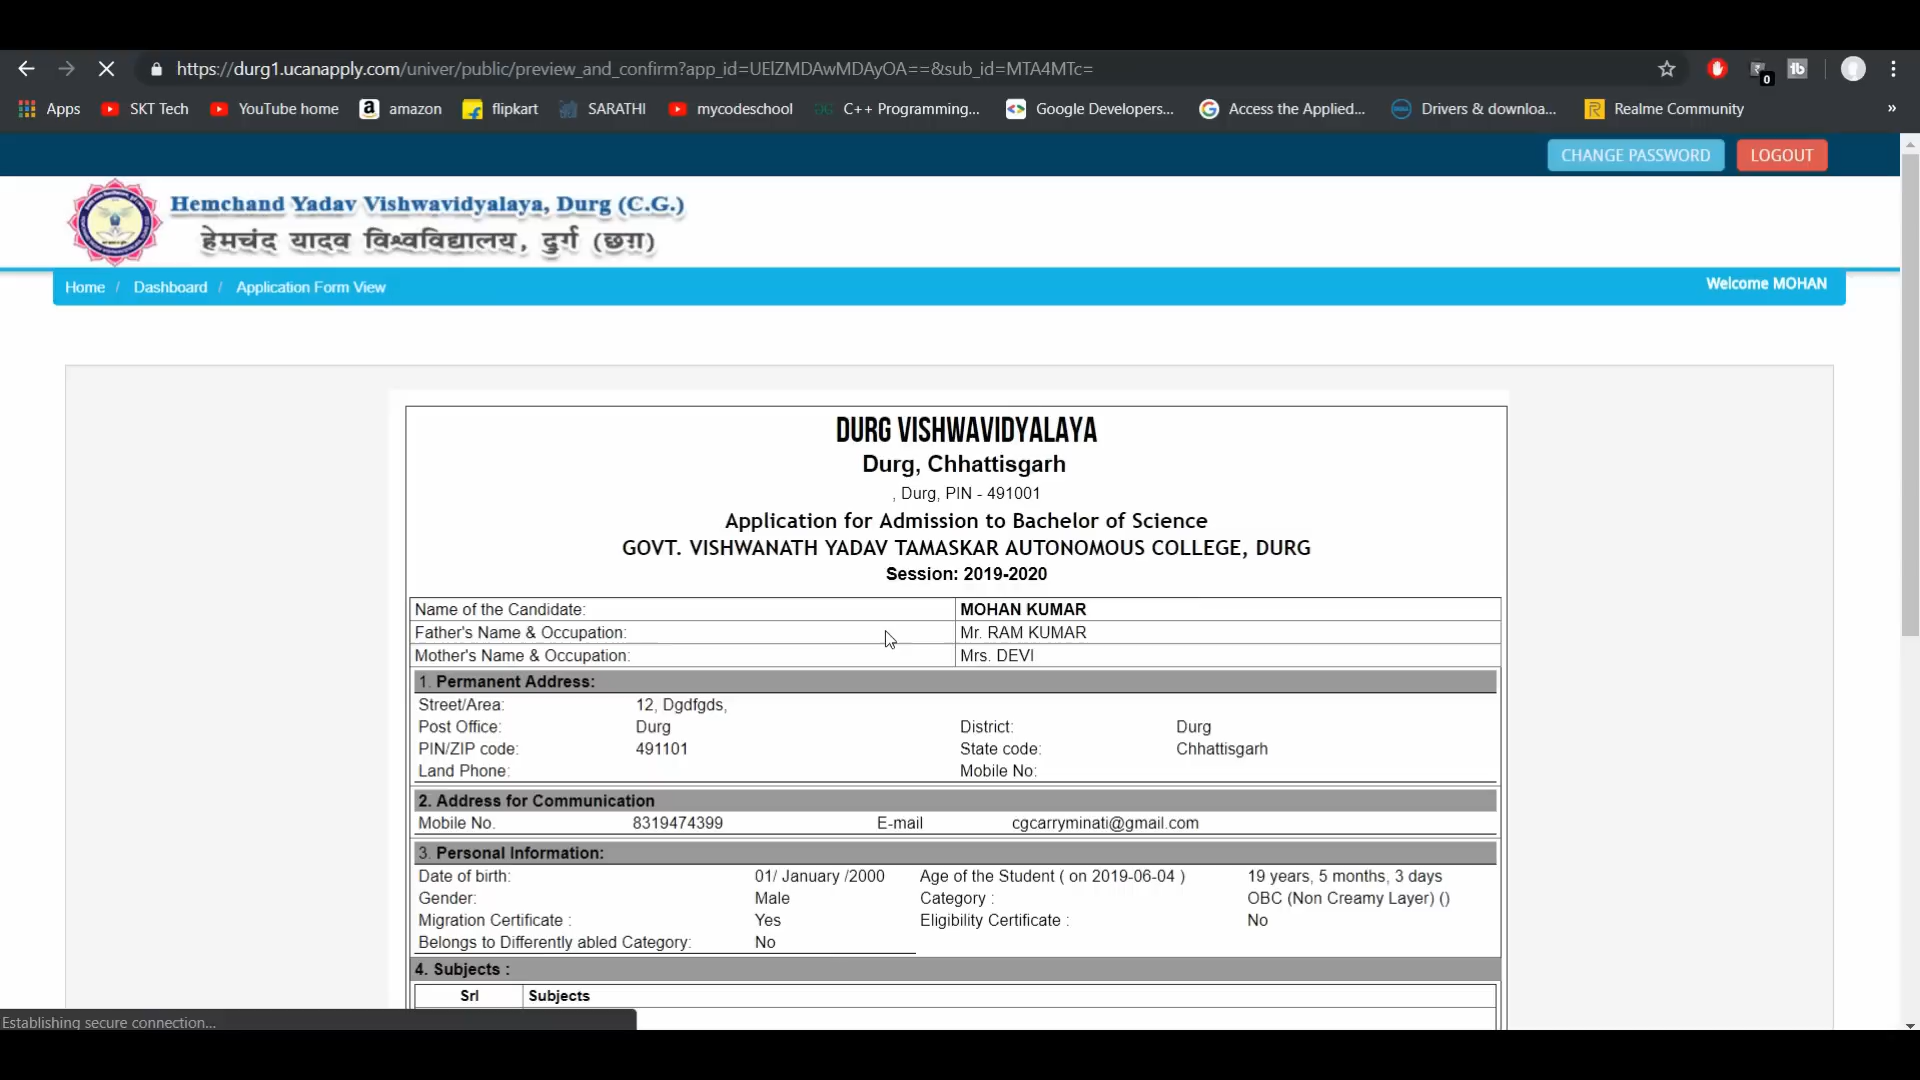 https://durg1.ucanapply.com/univer/public/preview_and_confirm?app_id=UElZMDAwMDAyOA==&sub_id=MTA4MTc=
0
Apps SKT Tech YouTube home amazon flipkart SARATHI mycodeschool C++ Programming... Google Developers... Access the Applied... Drivers & downloa... Realme Community »
CHANGE PASSWORD LOGOUT
Hemchand Yadav Vishwavidyalaya, Durg (C.G.)
हेमचंद यादव विश्वविद्यालय, दुर्ग (छग़)
Home / Dashboard / Application Form View Welcome MOHAN
DURG VISHWAVIDYALAYA
Durg, Chhattisgarh
, Durg, PIN - 491001
Application for Admission to Bachelor of Science
GOVT. VISHWANATH YADAV TAMASKAR AUTONOMOUS COLLEGE, DURG
Session: 2019-2020
Name of the Candidate: MOHAN KUMAR
Father's Name & Occupation: Mr. RAM KUMAR
Mother's Name & Occupation: Mrs. DEVI
1. Permanent Address:
Street/Area: 12, Dgdfgds,
Post Office: Durg District: Durg
PIN/ZIP code: 491101 State code: Chhattisgarh
Land Phone: Mobile No:
2. Address for Communication
Mobile No. 8319474399 E-mail cgcarryminati@gmail.com
3. Personal Information:
Date of birth: 01/ January /2000 Age of the Student ( on 2019-06-04 ) 19 years, 5 months, 3 days
Gender: Male Category : OBC (Non Creamy Layer) ()
Migration Certificate : Yes Eligibility Certificate : No
Belongs to Differently abled Category: No
4. Subjects :
Srl Subjects
Establishing secure connection...